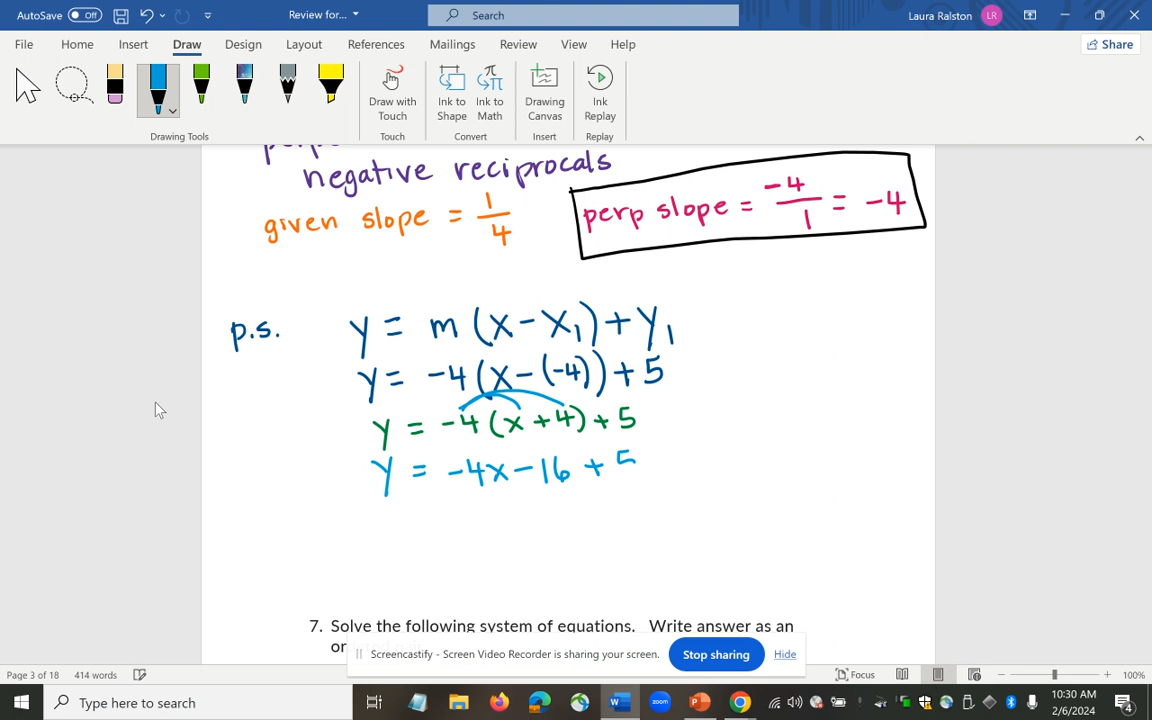 AutoSave Off Review for... Search Laura Ralston LR
File Home Insert Draw Design Layout References Mailings Review View Help Share
Draw with Touch
Ink to Shape
Ink to Math
Drawing Canvas
Ink Replay
Drawing Tools Touch Convert Insert Replay
negative reciprocals
given slope = 1/4
perp slope = -4/1 = -4
p.s. y = m(x-x₁)+y₁
y = -4(x-(-4))+5
y = -4(x+4)+5
y = -4x-16+5
7. Solve the following system of equations. Write answer as an
or
Screencastify - Screen Video Recorder is sharing your screen. Stop sharing Hide
Page 3 of 18 414 words Focus 100%
Type here to search zoom 10:30 AM
2/6/2024 4